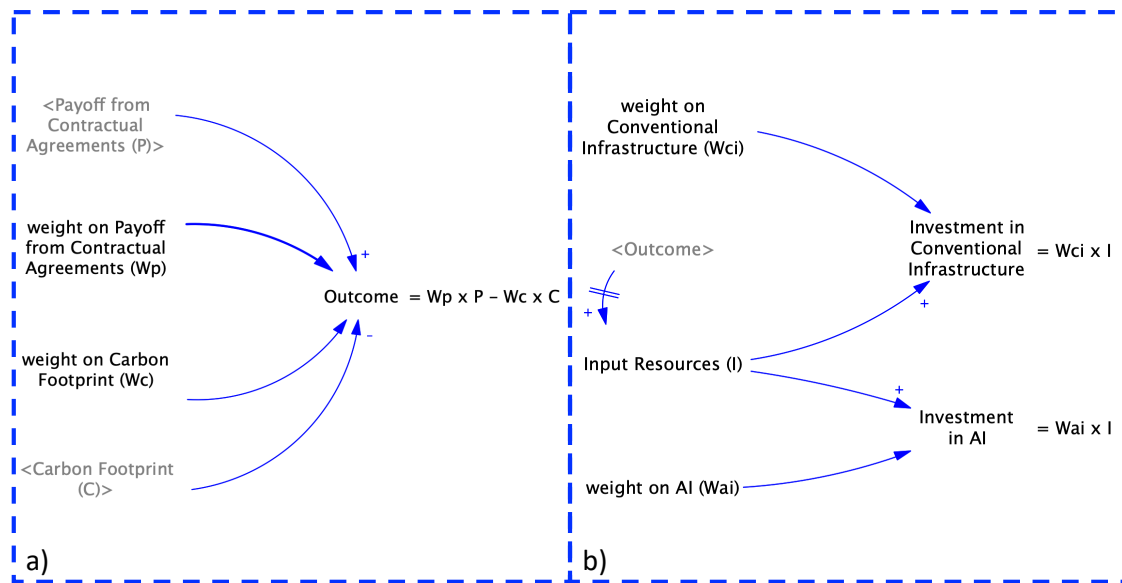 <Payoff from
Contractual
Agreements (P)>
weight on Payoff
from Contractual
Agreements (Wp)
+
Outcome = Wp x P – Wc x C
-
weight on Carbon
Footprint (Wc)
<Carbon Footprint
(C)>
a)
weight on
Conventional
Infrastructure (Wci)
Investment in
Conventional
Infrastructure
= Wci x I
<Outcome>
+
+
Input Resources (I)
+
Investment
in AI
= Wai x I
weight on AI (Wai)
b)